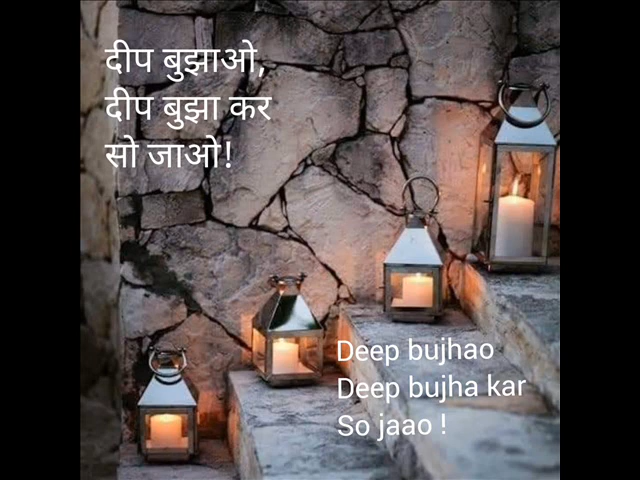 दीप बुझाओ,
दीप बुझा कर
सो जाओ!
Deep bujhao
Deep bujha kar
So jaao !